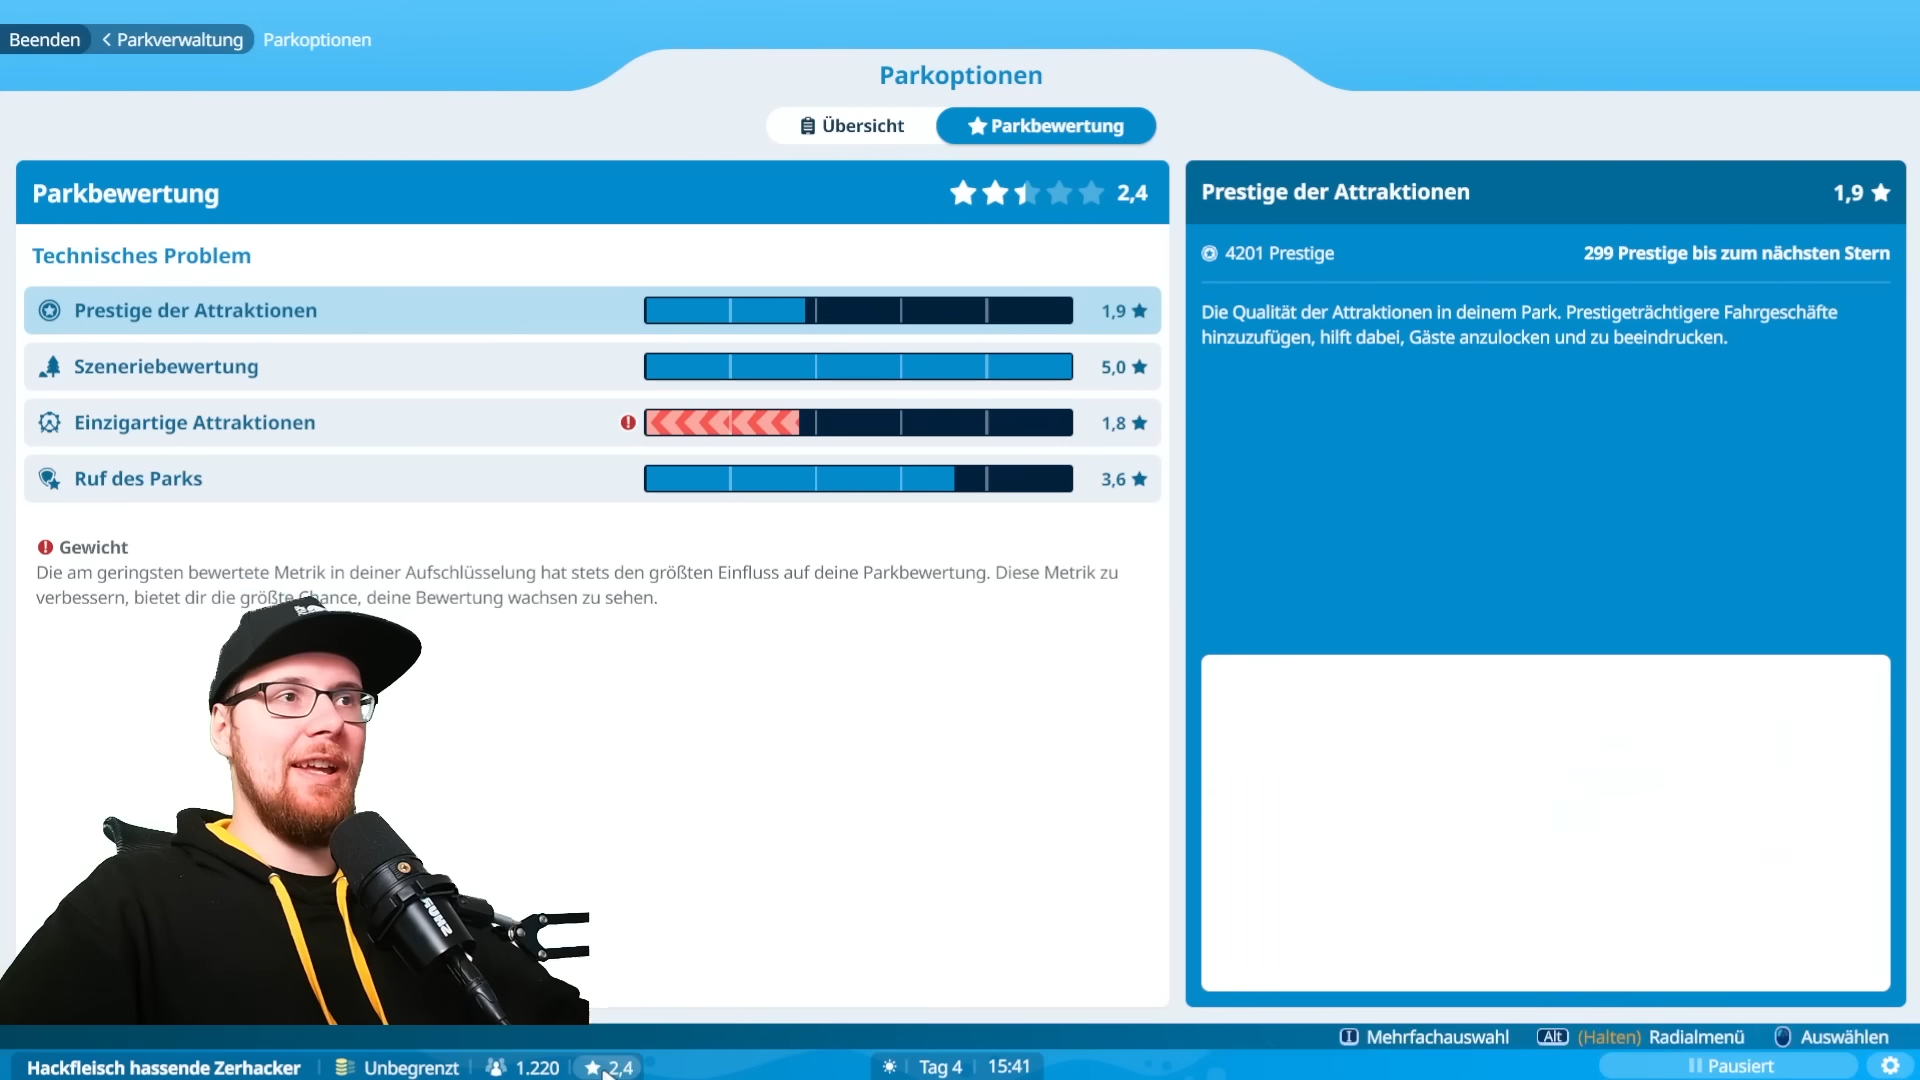 Beenden
Parkverwaltung
Parkoptionen
Parkoptionen
Übersicht
Parkbewertung
Parkbewertung
2,4
Technisches Problem
Prestige der Attraktionen
1,9
Szeneriebewertung
5,0
Einzigartige Attraktionen
1,8
Ruf des Parks
3,6
Gewicht
Die am geringsten bewertete Metrik in deiner Aufschlüsselung hat stets den größten Einfluss auf deine Parkbewertung. Diese Metrik zu
verbessern, bietet dir die größte Chance, deine Bewertung wachsen zu sehen.
Prestige der Attraktionen
1,9
4201 Prestige
299 Prestige bis zum nächsten Stern
Die Qualität der Attraktionen in deinem Park. Prestigeträchtigere Fahrgeschäfte
hinzuzufügen, hilft dabei, Gäste anzulocken und zu beeindrucken.
SHURE
I Mehrfachauswahl
Alt (Halten) Radialmenü
Auswählen
Hackfleisch hassende Zerhacker
Unbegrenzt
1.220
2,4
Tag 4
15:41
Pausiert